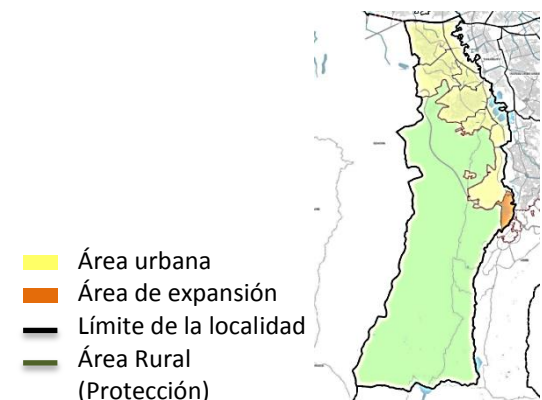 Área urbana
Área de expansión
Límite de la localidad
Área Rural
(Protección)